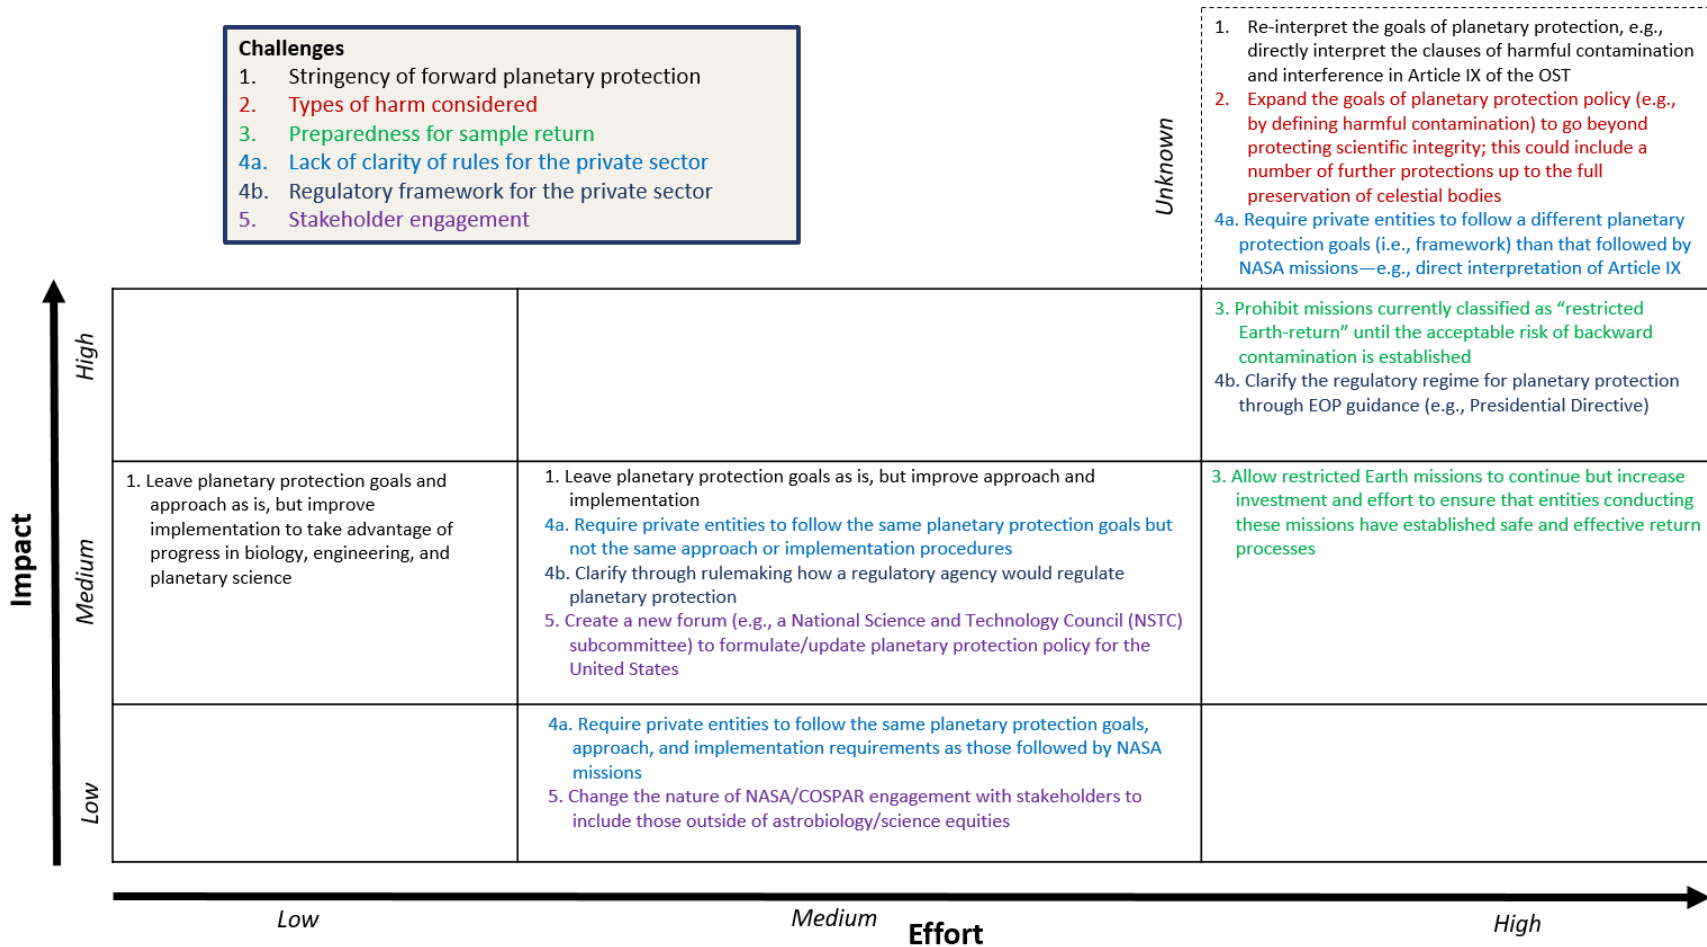 Challenges
1. Stringency of forward planetary protection
2. Types of harm considered
3. Preparedness for sample return
4a. Lack of clarity of rules for the private sector
4b. Regulatory framework for the private sector
5. Stakeholder engagement
Unknown
1. Re-interpret the goals of planetary protection, e.g.,
directly interpret the clauses of harmful contamination
and interference in Article IX of the OST
2. Expand the goals of planetary protection policy (e.g.,
by defining harmful contamination) to go beyond
protecting scientific integrity; this could include a
number of further protections up to the full
preservation of celestial bodies
4a. Require private entities to follow a different planetary
protection goals (i.e., framework) than that followed by
NASA missions—e.g., direct interpretation of Article IX
Impact
High
3. Prohibit missions currently classified as “restricted
Earth-return” until the acceptable risk of backward
contamination is established
4b. Clarify the regulatory regime for planetary protection
through EOP guidance (e.g., Presidential Directive)
Medium
1. Leave planetary protection goals and
approach as is, but improve
implementation to take advantage of
progress in biology, engineering, and
planetary science
1. Leave planetary protection goals as is, but improve approach and
implementation
4a. Require private entities to follow the same planetary protection goals but
not the same approach or implementation procedures
4b. Clarify through rulemaking how a regulatory agency would regulate
planetary protection
5. Create a new forum (e.g., a National Science and Technology Council (NSTC)
subcommittee) to formulate/update planetary protection policy for the
United States
3. Allow restricted Earth missions to continue but increase
investment and effort to ensure that entities conducting
these missions have established safe and effective return
processes
Low
4a. Require private entities to follow the same planetary protection goals,
approach, and implementation requirements as those followed by NASA
missions
5. Change the nature of NASA/COSPAR engagement with stakeholders to
include those outside of astrobiology/science equities
Low
Medium
High
Effort